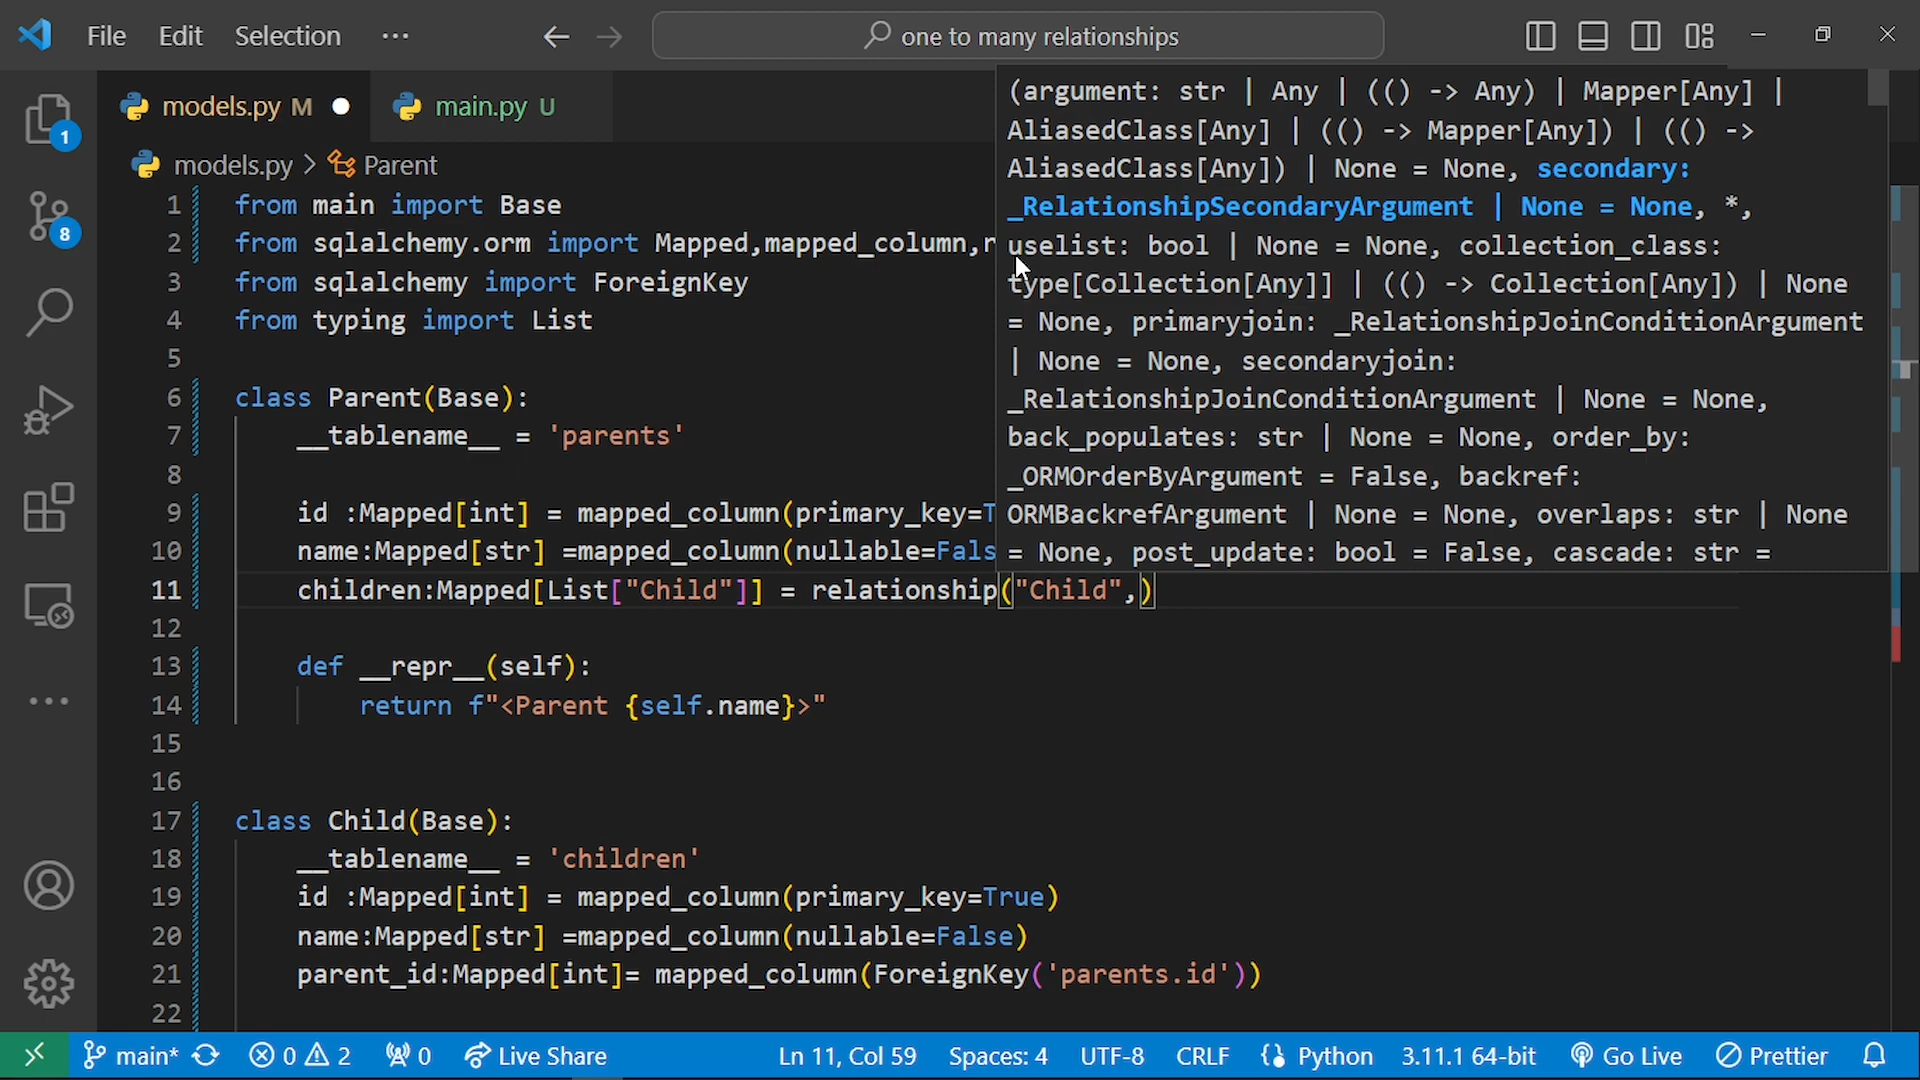 File Edit Selection ··· one to many relationships
models.py M main.py U
1
models.py > Parent
8
1 from main import Base
2 from sqlalchemy.orm import Mapped,mapped_column,r
3 from sqlalchemy import ForeignKey
4 from typing import List
5
6 class Parent(Base):
7 __tablename__ = 'parents'
8
9 id :Mapped[int] = mapped_column(primary_key=T
10 name:Mapped[str] =mapped_column(nullable=Fals
11 children:Mapped[List["Child"]] = relationship("Child",)
12
13 def __repr__(self):
14 return f"<Parent {self.name}>"
15
16
17 class Child(Base):
18 __tablename__ = 'children'
19 id :Mapped[int] = mapped_column(primary_key=True)
20 name:Mapped[str] =mapped_column(nullable=False)
21 parent_id:Mapped[int]= mapped_column(ForeignKey('parents.id'))
22
(argument: str | Any | (() -> Any) | Mapper[Any] |
AliasedClass[Any] | (() -> Mapper[Any]) | (() ->
AliasedClass[Any]) | None = None, secondary:
_RelationshipSecondaryArgument | None = None, *,
uselist: bool | None = None, collection_class:
type[Collection[Any]] | (() -> Collection[Any]) | None
= None, primaryjoin: _RelationshipJoinConditionArgument
| None = None, secondaryjoin:
_RelationshipJoinConditionArgument | None = None,
back_populates: str | None = None, order_by:
_ORMOrderByArgument = False, backref:
ORMBackrefArgument | None = None, overlaps: str | None
= None, post_update: bool = False, cascade: str =
main* 0 2 0 Live Share Ln 11, Col 59 Spaces: 4 UTF-8 CRLF Python 3.11.1 64-bit Go Live Prettier